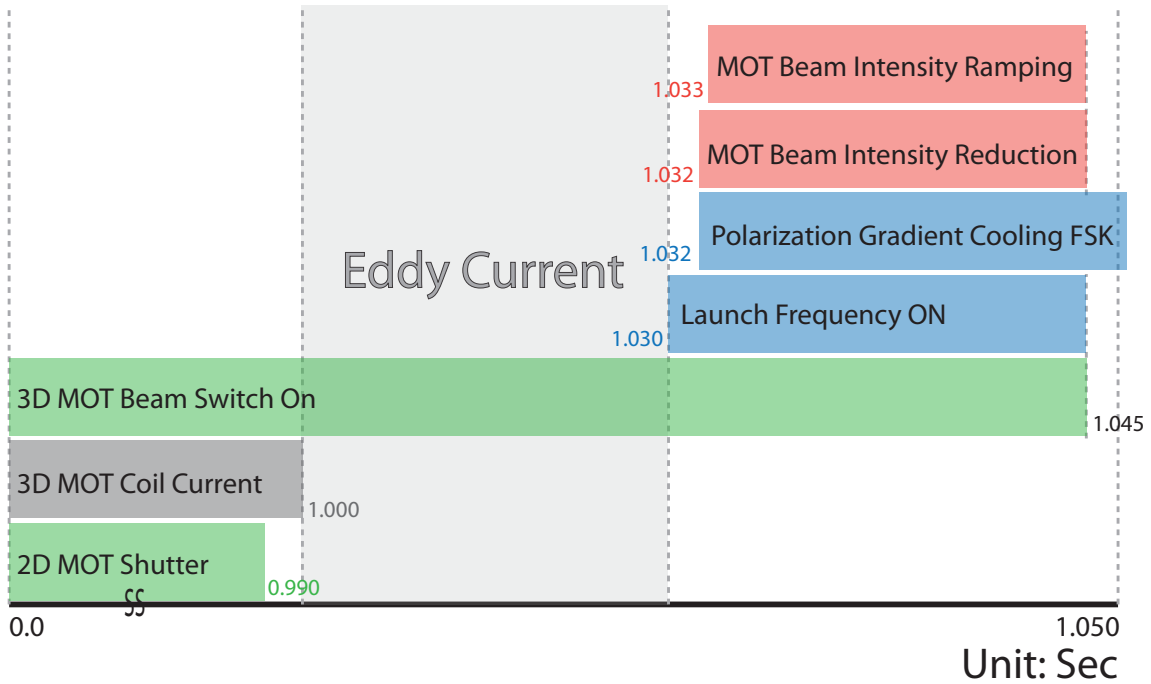 MOT Beam Intensity Ramping
1.033
MOT Beam Intensity Reduction
1.032
Polarization Gradient Cooling FSK
1.032
Eddy Current
Launch Frequency ON
1.030
3D MOT Beam Switch On
1.045
3D MOT Coil Current
1.000
2D MOT Shutter
0.990
0.0
1.050
Unit: Sec